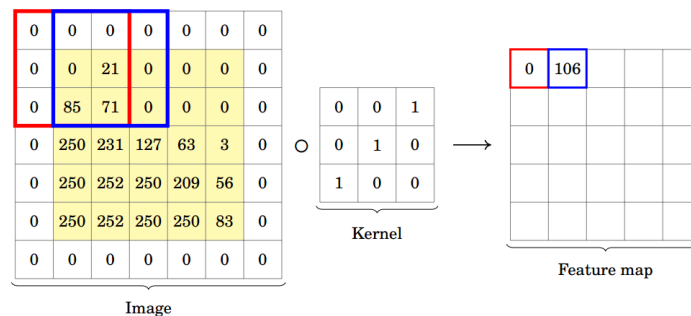 0 0 0 0 0 0 0
0 0 21 0 0 0 0
0 85 71 0 0 0 0
0 250 231 127 63 3 0
0 250 252 250 209 56 0
0 250 252 250 250 83 0
0 0 0 0 0 0 0
Image
0 0 1
0 1 0
1 0 0
Kernel
0 106
Feature map